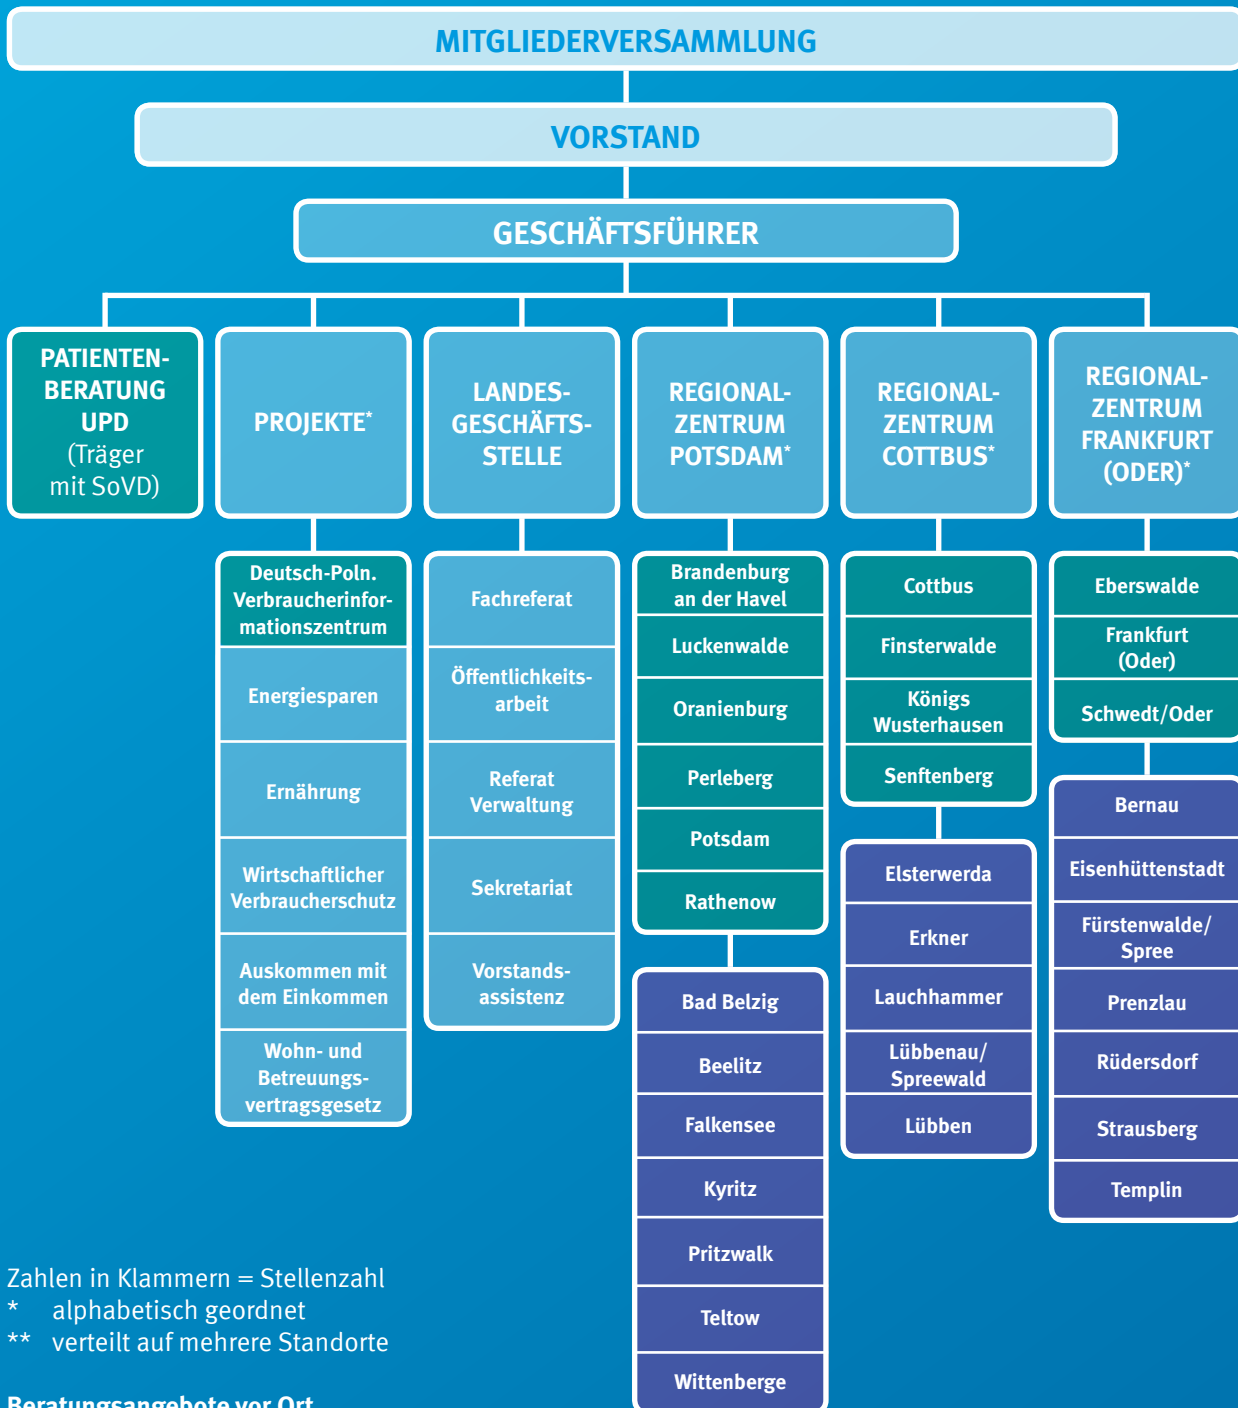 MITGLIEDERVERSAMMLUNG
VORSTAND
GESCHÄFTSFÜHRER
PATIENTEN-
BERATUNG
UPD
(Träger
mit SoVD)
PROJEKTE*
LANDES-
GESCHÄFTS-
STELLE
REGIONAL-
ZENTRUM
POTSDAM*
REGIONAL-
ZENTRUM
COTTBUS*
REGIONAL-
ZENTRUM
FRANKFURT
(ODER)*
Deutsch-Poln.
Verbraucherinfor-
mationszentrum
Energiesparen
Ernährung
Wirtschaftlicher
Verbraucherschutz
Auskommen mit
dem Einkommen
Wohn- und
Betreuungs-
vertragsgesetz
Fachreferat
Öffentlichkeits-
arbeit
Referat
Verwaltung
Sekretariat
Vorstands-
assistenz
Brandenburg
an der Havel
Luckenwalde
Oranienburg
Perleberg
Potsdam
Rathenow
Bad Belzig
Beelitz
Falkensee
Kyritz
Pritzwalk
Teltow
Wittenberge
Cottbus
Finsterwalde
Königs
Wusterhausen
Senftenberg
Elsterwerda
Erkner
Lauchhammer
Lübbenau/
Spreewald
Lübben
Eberswalde
Frankfurt
(Oder)
Schwedt/Oder
Bernau
Eisenhüttenstadt
Fürstenwalde/
Spree
Prenzlau
Rüdersdorf
Strausberg
Templin
Zahlen in Klammern = Stellenzahl
* alphabetisch geordnet
** verteilt auf mehrere Standorte
Beratungsangebote vor Ort